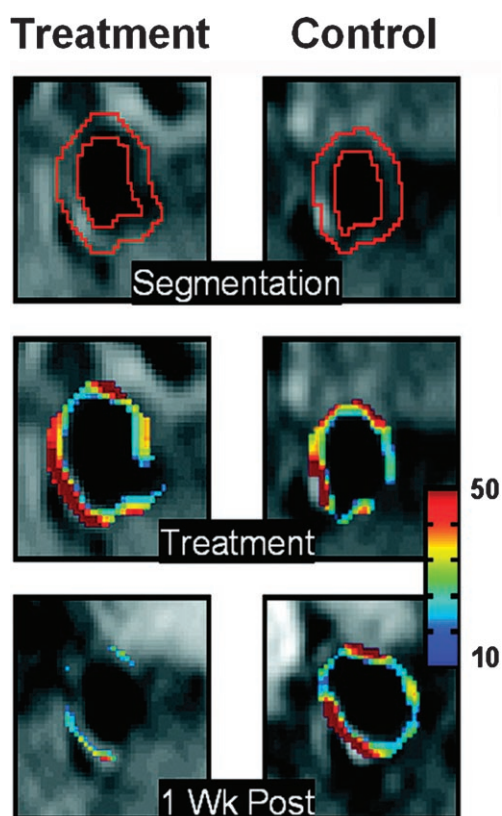 Treatment Control
Segmentation
Treatment
50
10
1 Wk Post